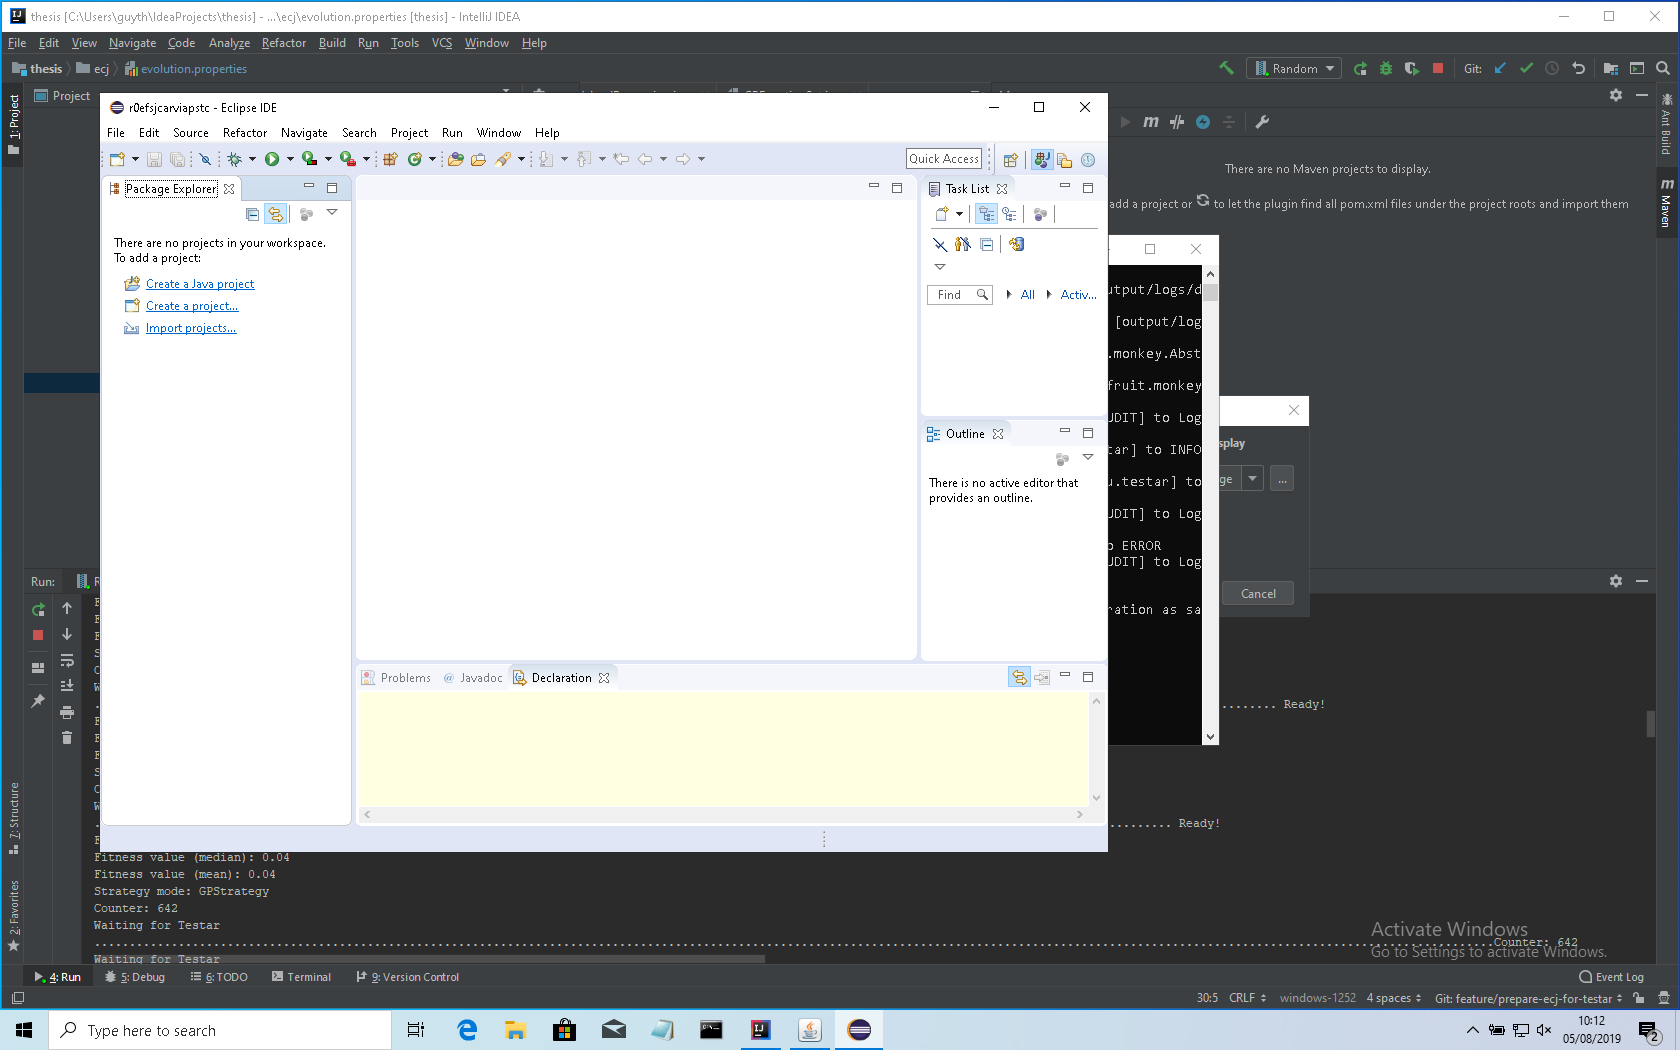 thesis [C:\Users\guyth\IdeaProjects\thesis] - ...\ecj\evolution.properties [thesis] - IntelliJ IDEA
File Edit View Navigate Code Analyze Refactor Build Run Tools VCS Window Help
thesis ecj evolution.properties
Random Git:
Project
1: Project
r0efsjcarviapstc - Eclipse IDE
File Edit Source Refactor Navigate Search Project Run Window Help
Quick Access
Package Explorer
There are no projects in your workspace.
To add a project:
Create a Java project
Create a project...
Import projects...
Task List
Find All Activ...
Outline
There is no active editor that
provides an outline.
Problems @ Javadoc Declaration
There are no Maven projects to display.
add a project or to let the plugin find all pom.xml files under the project roots and import them
Ant Build
m Maven
utput/logs/d
[output/log
.monkey.Abst
fruit.monkey
UDIT] to Log
tar] to INFO
u.testar] to
UDIT] to Log
o ERROR
UDIT] to Log
ration as sa
splay
ge ...
Cancel
Run:
........ Ready!
......... Ready!
Fitness value (median): 0.04
Fitness value (mean): 0.04
Strategy mode: GPStrategy
Counter: 642
Waiting for Testar
Counter: 642
Waiting for Testar
7: Structure
2: Favorites
Activate Windows
Go to Settings to activate Windows.
4: Run 5: Debug 6: TODO Terminal 9: Version Control Event Log
30:5 CRLF windows-1252 4 spaces Git: feature/prepare-ecj-for-testar
Type here to search
10:12
05/08/2019
2